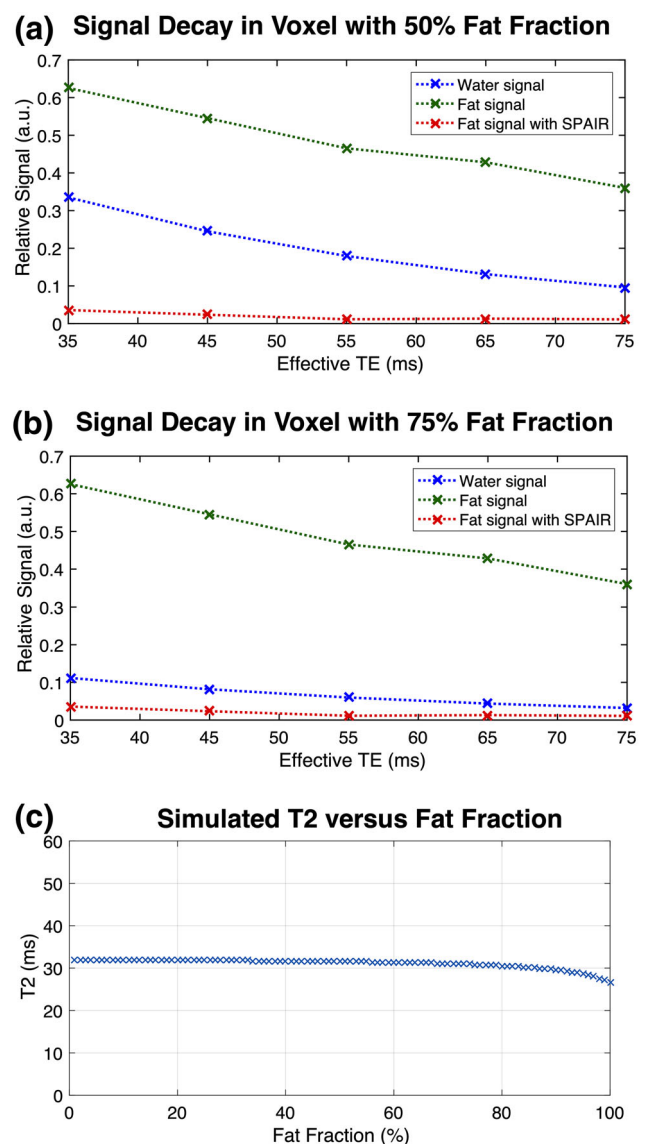 (a) Signal Decay in Voxel with 50% Fat Fraction
0.7
0.6
0.5
0.4
0.3
0.2
0.1
0
Relative Signal (a.u.)
Water signal
Fat signal
Fat signal with SPAIR
35 40 45 50 55 60 65 70 75
Effective TE (ms)
(b) Signal Decay in Voxel with 75% Fat Fraction
0.7
0.6
0.5
0.4
0.3
0.2
0.1
0
Relative Signal (a.u.)
Water signal
Fat signal
Fat signal with SPAIR
35 40 45 50 55 60 65 70 75
Effective TE (ms)
(c) Simulated T2 versus Fat Fraction
60
50
40
30
20
10
0
T2 (ms)
0 20 40 60 80 100
Fat Fraction (%)